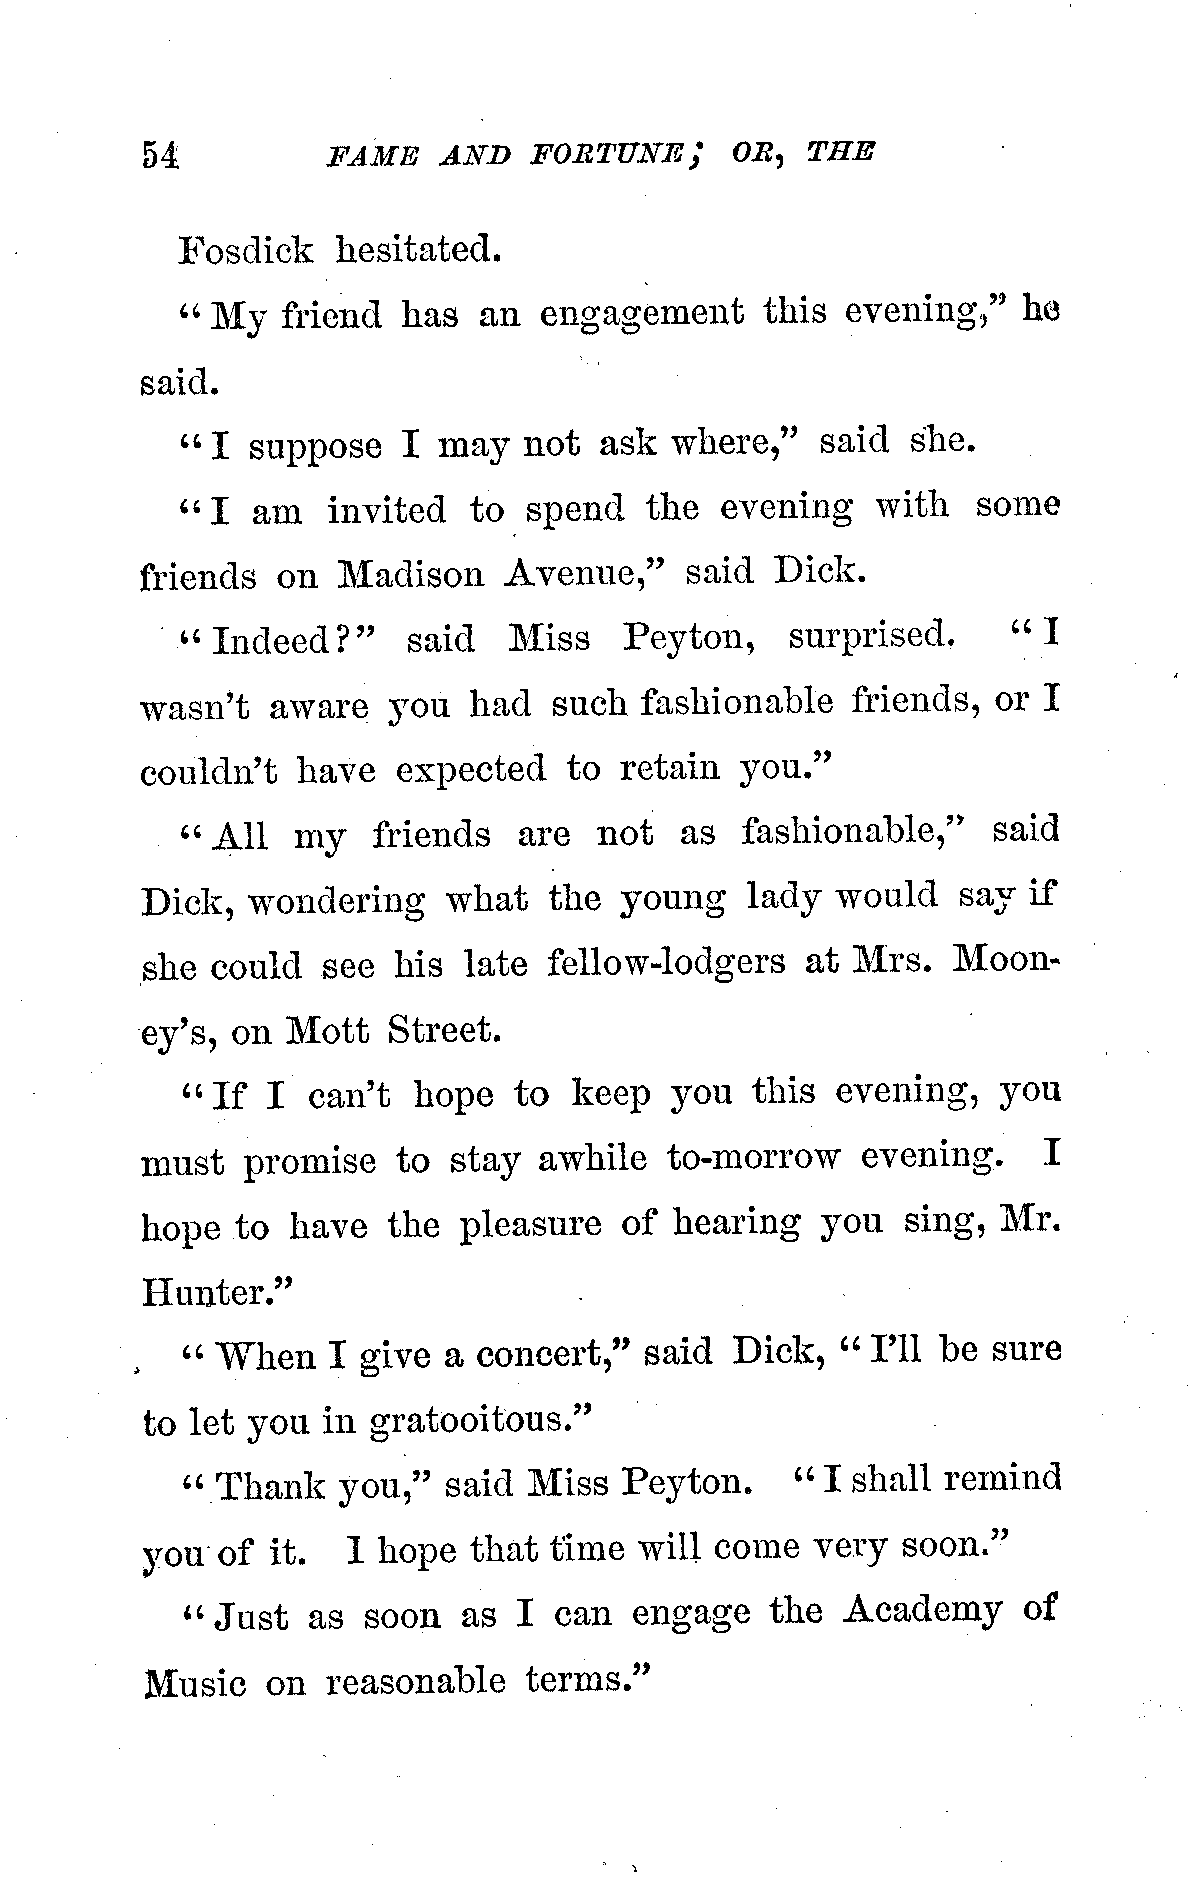 54 FAME AND FORTUNE; OR, THE
Fosdick hesitated.
"My friend has an engagement this evening," he
said.
"I suppose I may not ask where," said she.
"I am invited to spend the evening with some
friends on Madison Avenue," said Dick.
"Indeed?" said Miss Peyton, surprised. "I
wasn't aware you had such fashionable friends, or I
couldn't have expected to retain you."
"All my friends are not as fashionable," said
Dick, wondering what the young lady would say if
she could see his late fellow-lodgers at Mrs. Moon-
ey's, on Mott Street.
"If I can't hope to keep you this evening, you
must promise to stay awhile to-morrow evening. I
hope to have the pleasure of hearing you sing, Mr.
Hunter."
"When I give a concert," said Dick, "I'll be sure
to let you in gratooitous."
"Thank you," said Miss Peyton. "I shall remind
you of it. I hope that time will come very soon."
"Just as soon as I can engage the Academy of
Music on reasonable terms."